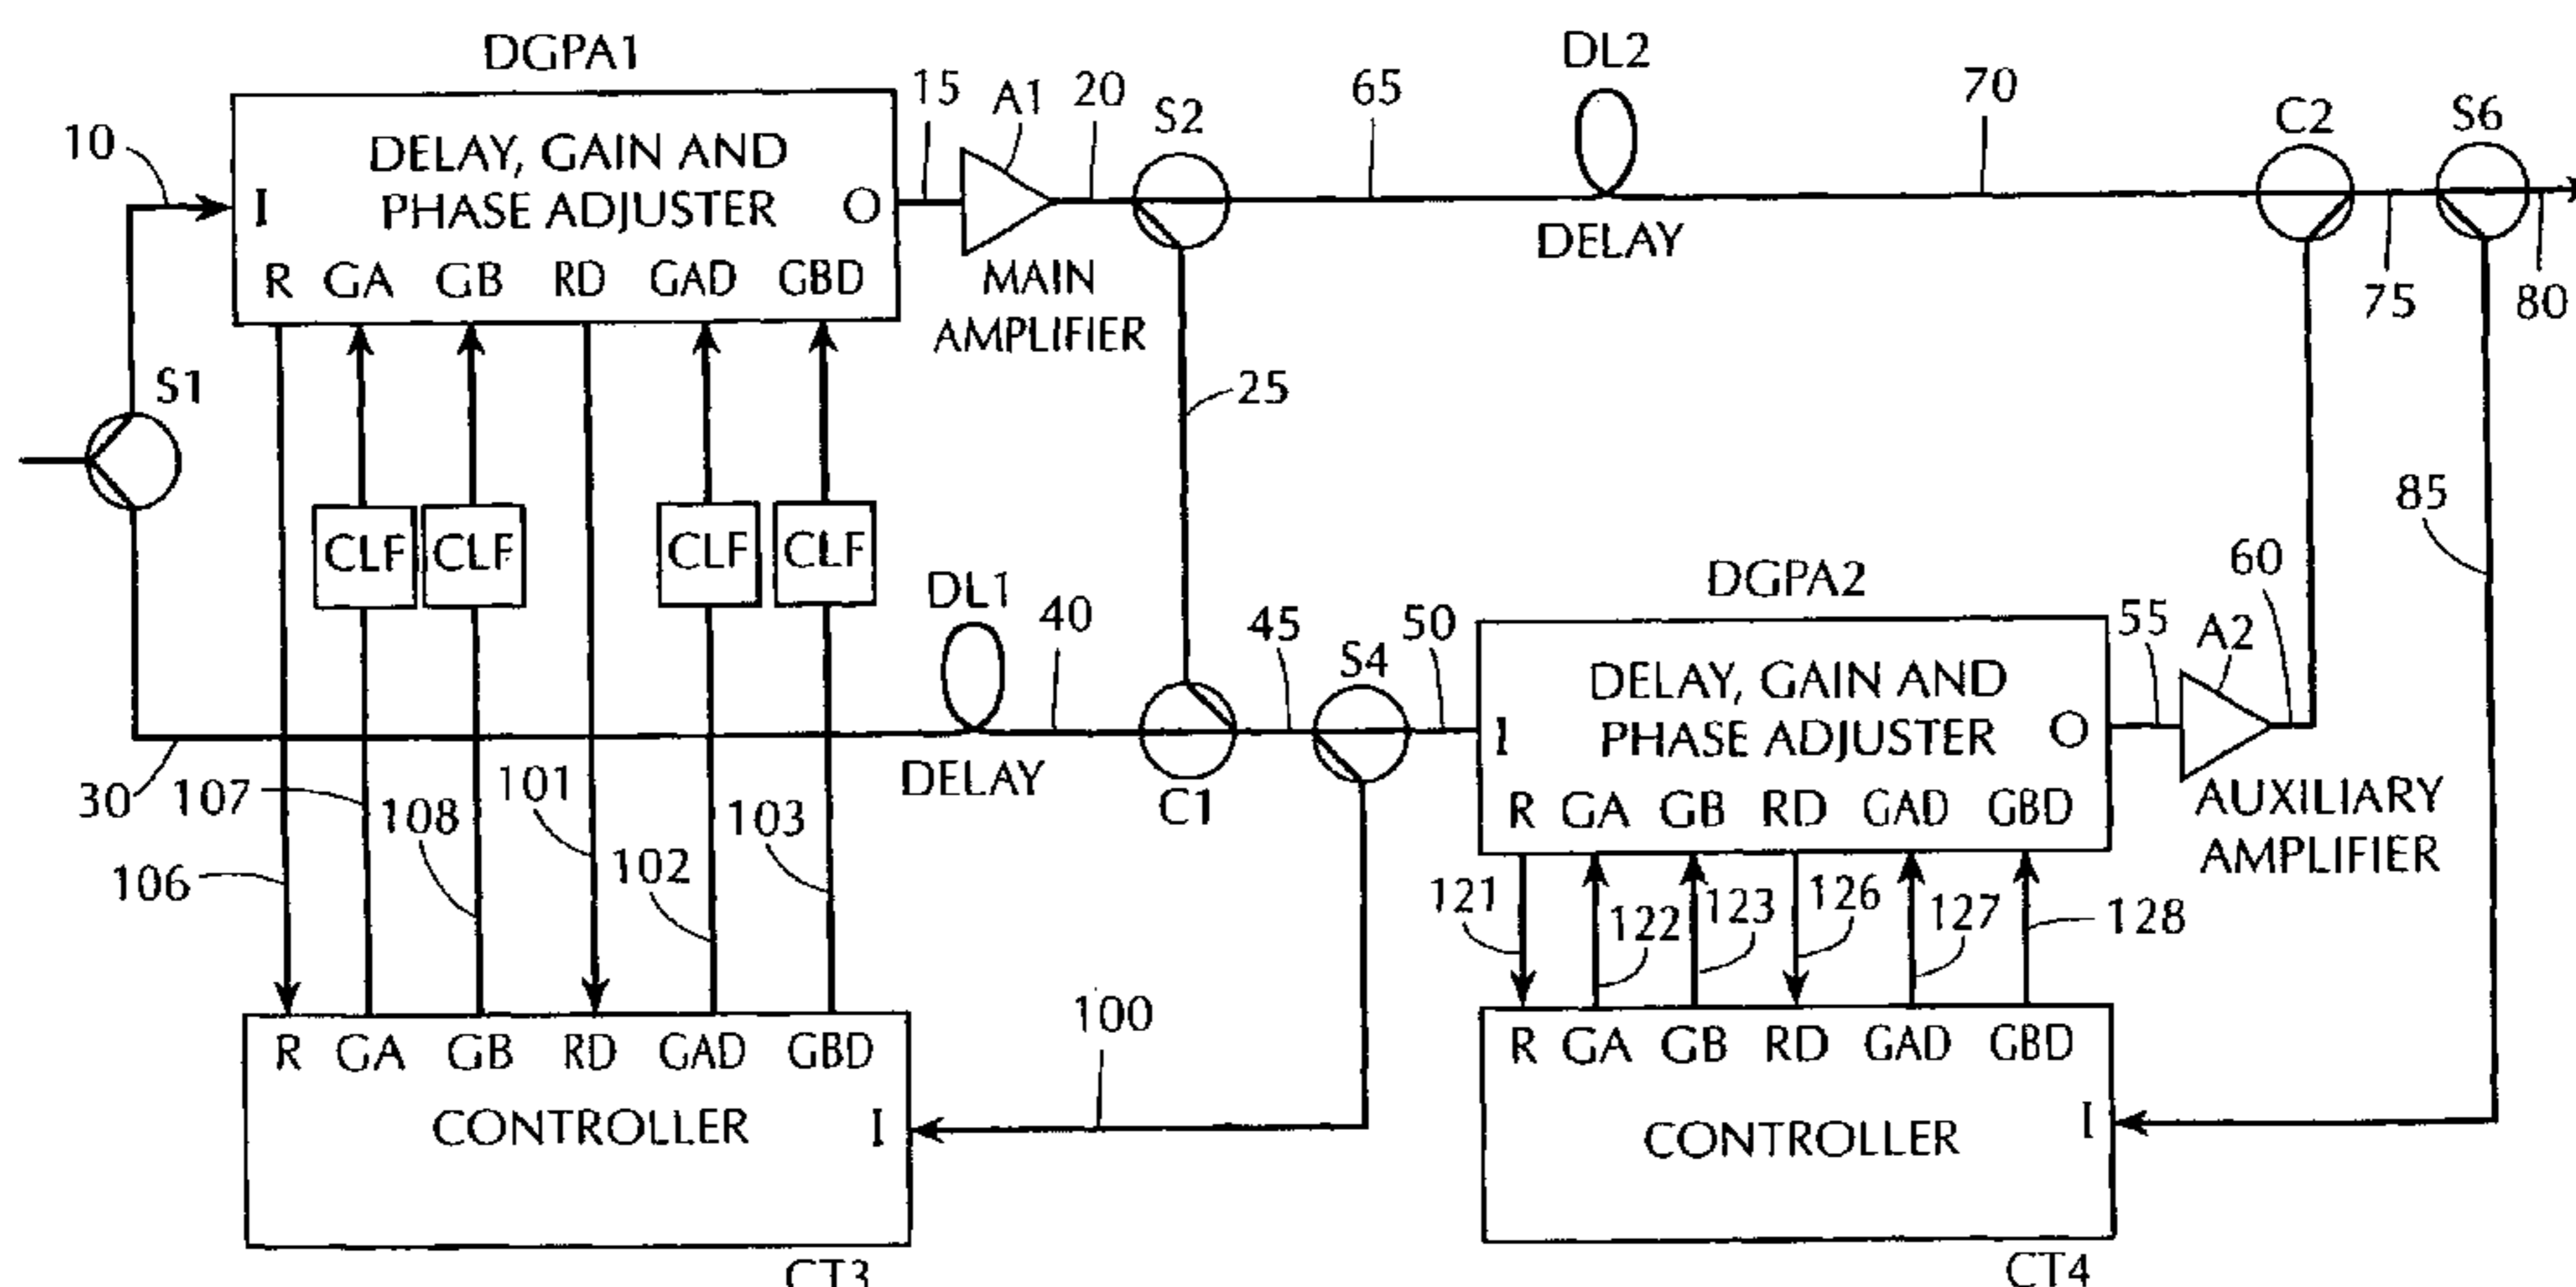 DGPA1
DELAY, GAIN AND
PHASE ADJUSTER
I
O
R GA GB RD GAD GBD
10
15
A1
20
MAIN
AMPLIFIER
S2
65
DL2
DELAY
70
C2
S6
75
80
S1
25
85
CLF CLF CLF CLF
30
107
108
101
103
106
102
DL1
DELAY
40
C1
45
S4
50
DGPA2
DELAY, GAIN AND
PHASE ADJUSTER
I
O
R GA GB RD GAD GBD
55
A2
60
AUXILIARY
AMPLIFIER
121
122
123
126
127
128
100
R GA GB RD GAD GBD
CONTROLLER
I
CT3
R GA GB RD GAD GBD
CONTROLLER
I
CT4